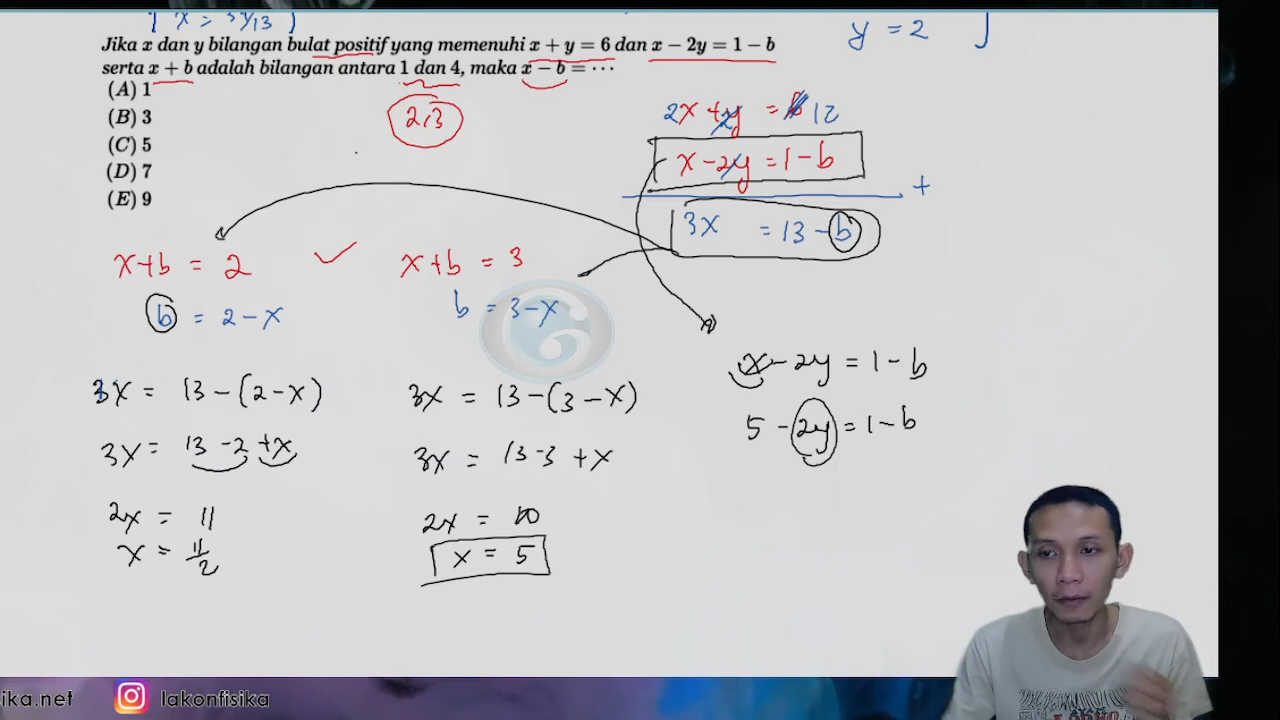 y = 2
Jika x dan y bilangan bulat positif yang memenuhi x + y = 6 dan x − 2y = 1 − b
serta x + b adalah bilangan antara 1 dan 4, maka x − b = ⋯
(A) 1
(B) 3
(C) 5
(D) 7
(E) 9
2,3
2x + 2y = 12
x - 2y = 1 - b
+
3x = 13 - b
x+b = 2
b = 2 - x
3x = 13 - (2 - x)
3x = 13 - 2 + x
2x = 11
x = 11/2
x+b = 3
b = 3 - x
3x = 13 - (3 - x)
3x = 13 - 3 + x
2x = 10
x = 5
x - 2y = 1 - b
5 - 2y = 1 - b
ika.net
lakonfisika